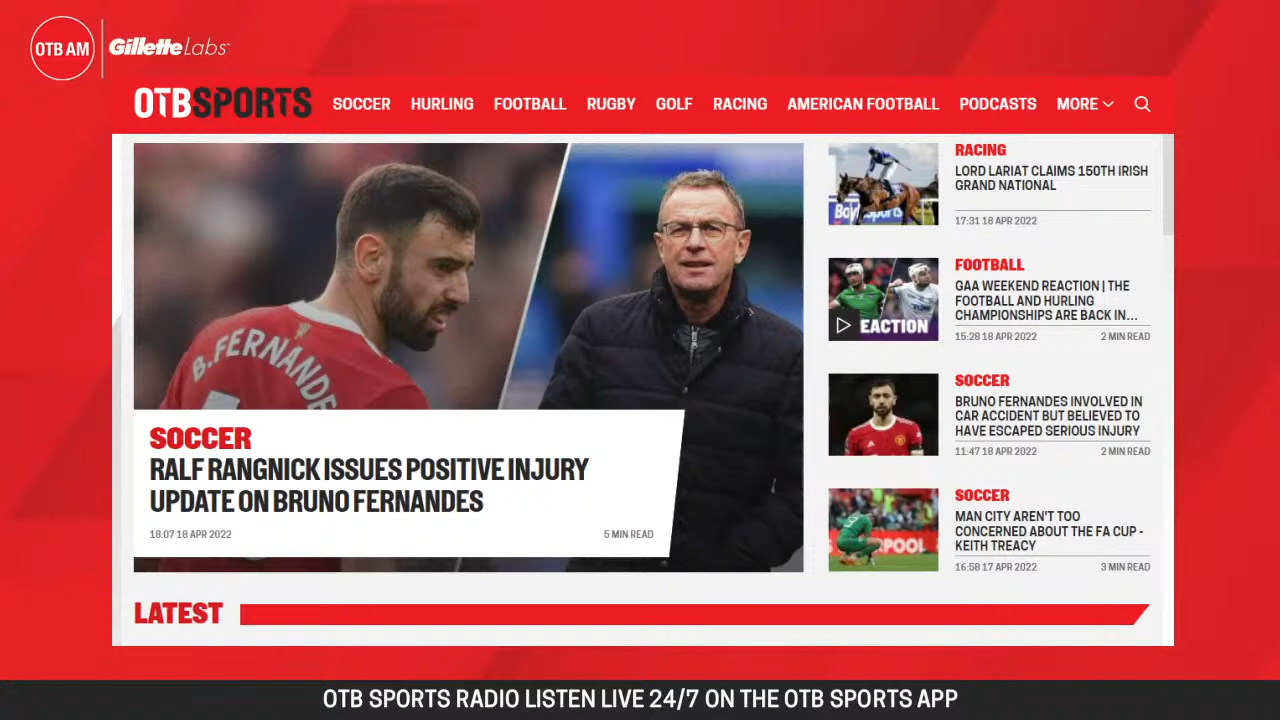 OTB AM
Gillette Labs
OTBSPORTS
SOCCER HURLING FOOTBALL RUGBY GOLF RACING AMERICAN FOOTBALL PODCASTS MORE
B.FERNANDE
SOCCER
RALF RANGNICK ISSUES POSITIVE INJURY
UPDATE ON BRUNO FERNANDES
18:07 18 APR 2022 5 MIN READ
RACING
LORD LARIAT CLAIMS 150TH IRISH
GRAND NATIONAL
17:31 18 APR 2022
FOOTBALL
GAA WEEKEND REACTION | THE
FOOTBALL AND HURLING
CHAMPIONSHIPS ARE BACK IN...
EACTION
15:28 18 APR 2022 2 MIN READ
SOCCER
BRUNO FERNANDES INVOLVED IN
CAR ACCIDENT BUT BELIEVED TO
HAVE ESCAPED SERIOUS INJURY
11:47 18 APR 2022 2 MIN READ
SOCCER
MAN CITY AREN'T TOO
CONCERNED ABOUT THE FA CUP -
KEITH TREACY
POOL
16:58 17 APR 2022 3 MIN READ
LATEST
OTB SPORTS RADIO LISTEN LIVE 24/7 ON THE OTB SPORTS APP